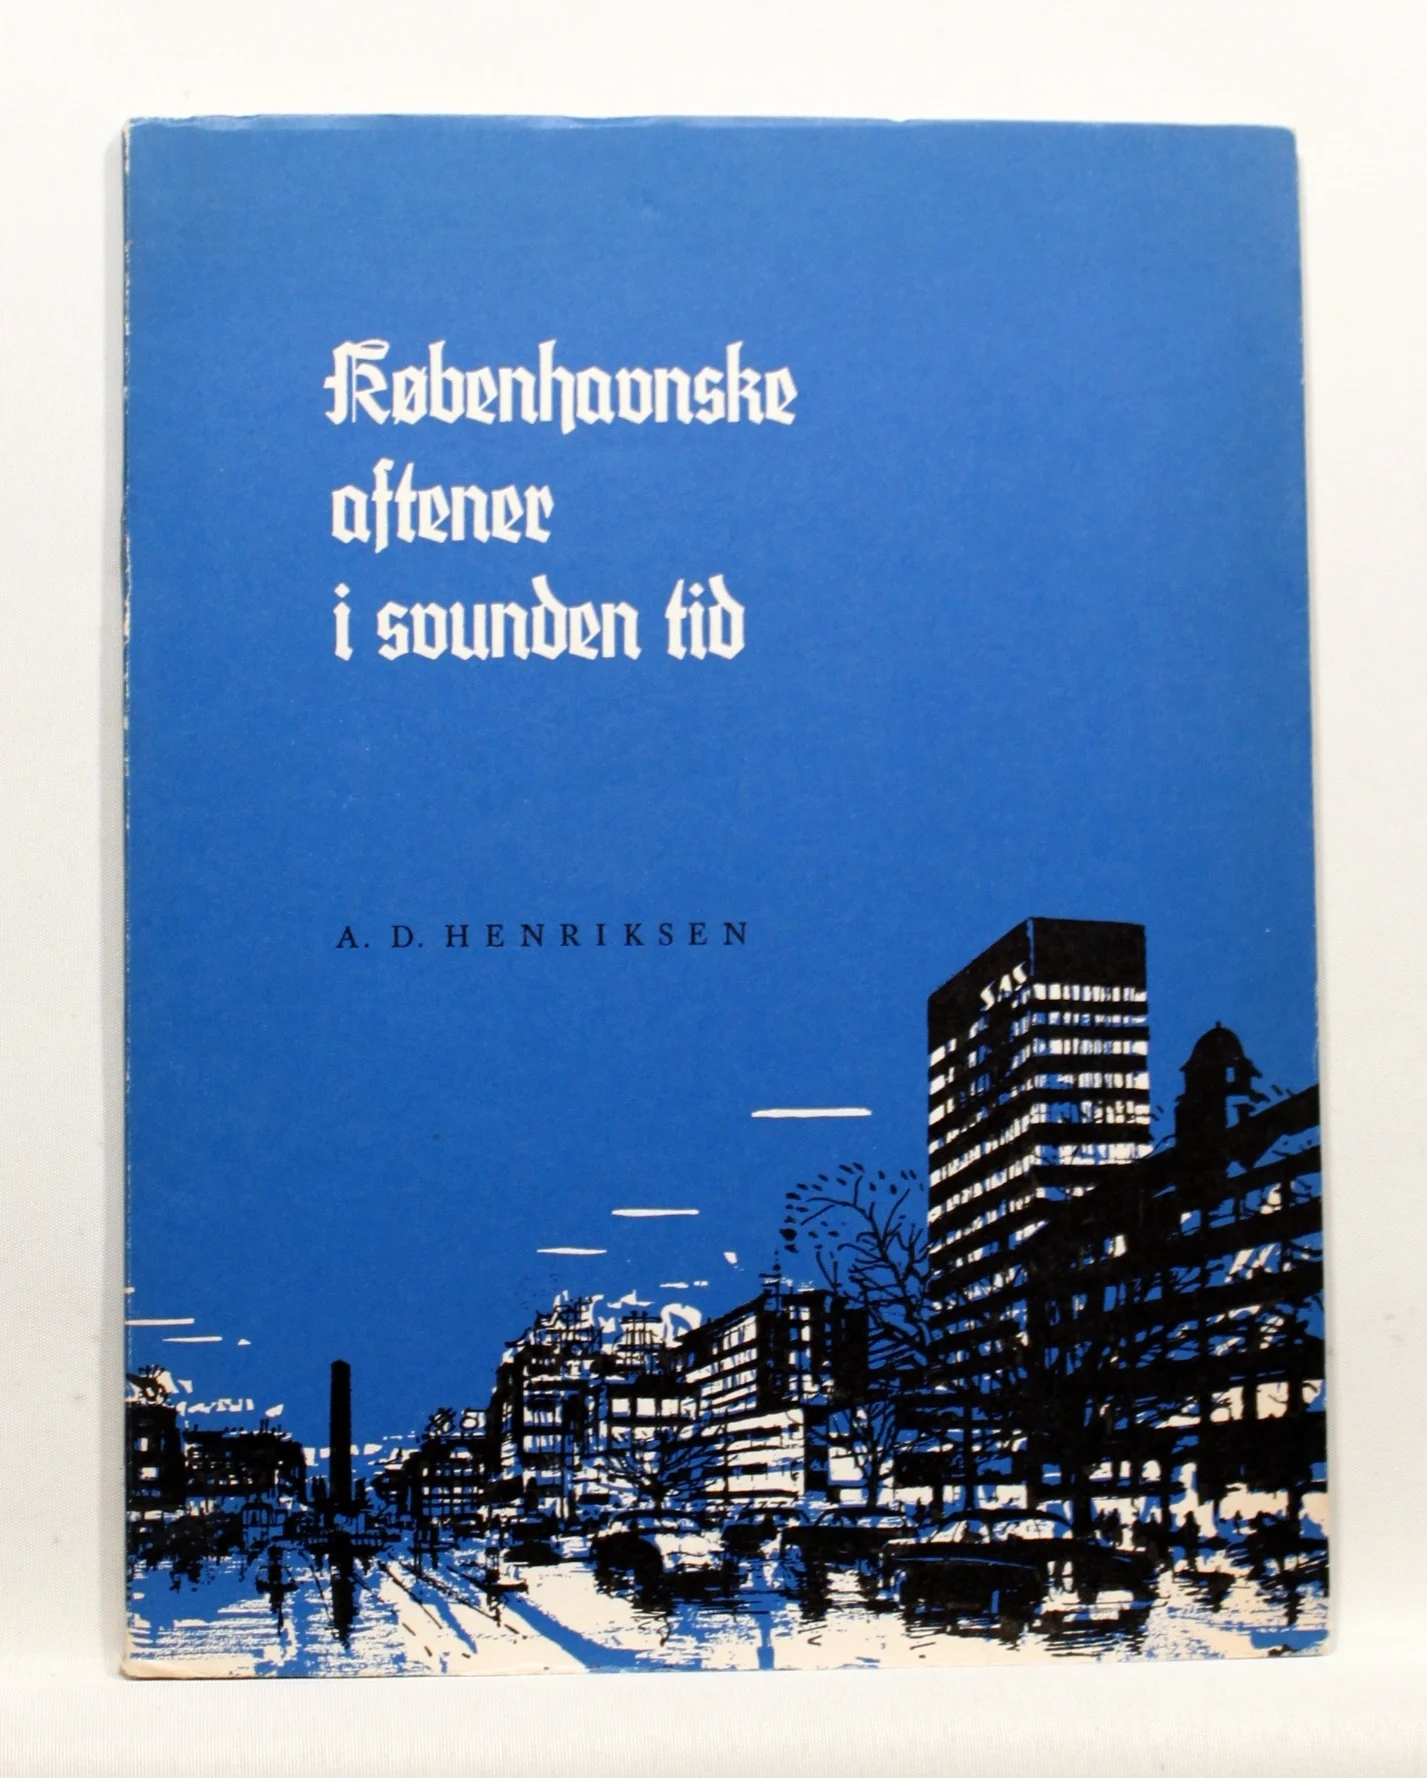 Københavnske
aftener
i svunden tid
A. D. HENRIKSEN
SAS